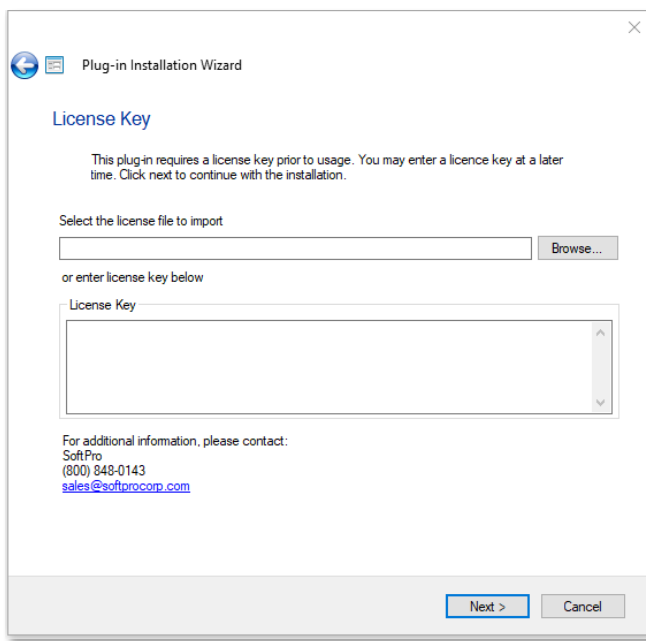 Plug-in Installation Wizard
License Key
This plug-in requires a license key prior to usage. You may enter a licence key at a later
time. Click next to continue with the installation.
Select the license file to import
Browse...
or enter license key below
License Key
For additional information, please contact:
SoftPro
(800) 848-0143
sales@softprocorp.com
Next >
Cancel